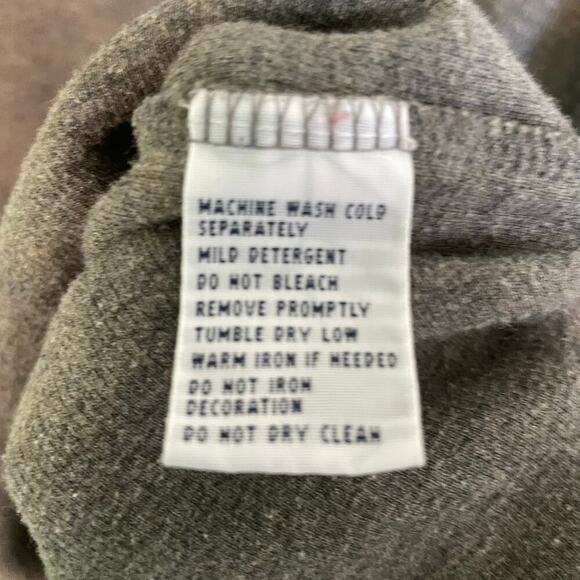 MACHINE WASH COLD
SEPARATELY
MILD DETERGENT
DO NOT BLEACH
REMOVE PROMPTLY
TUMBLE DRY LOW
WARM IRON IF NEEDED
DO NOT IRON
DECORATION
DO NOT DRY CLEAN